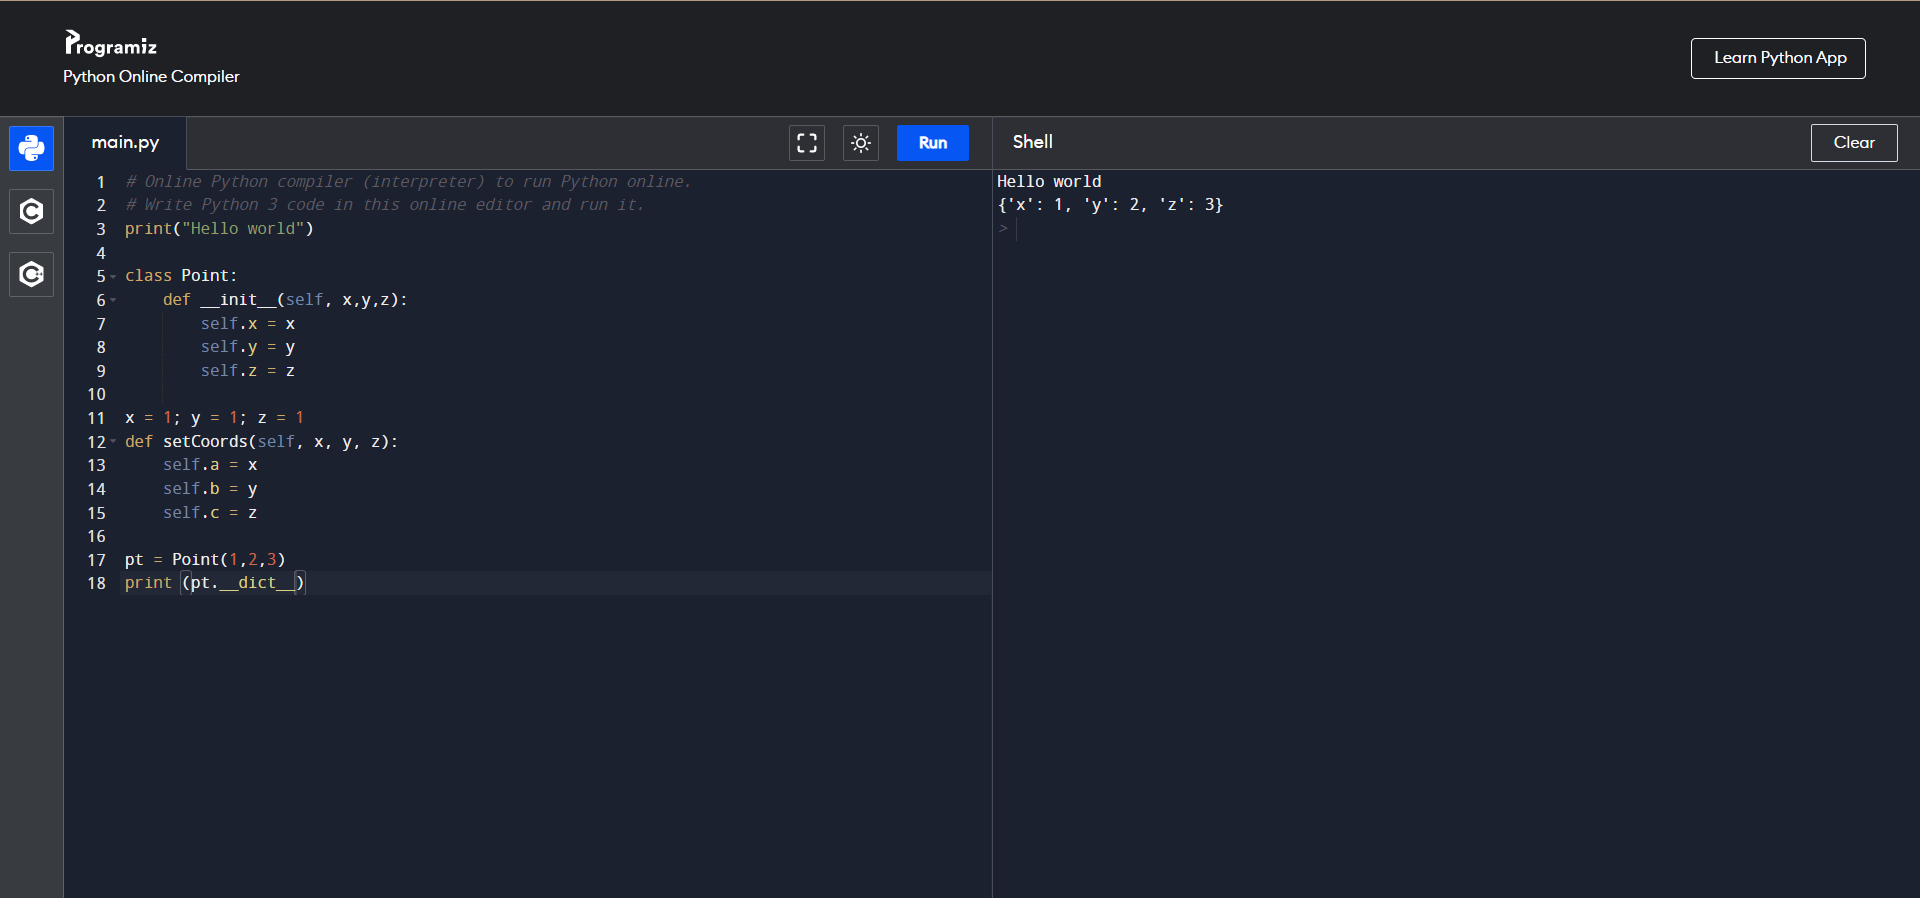 Programiz
Python Online Compiler
Learn Python App
main.py
Run
Shell
Clear
1 # Online Python compiler (interpreter) to run Python online.
2 # Write Python 3 code in this online editor and run it.
3 print("Hello world")
4
5 class Point:
6     def __init__(self, x,y,z):
7         self.x = x
8         self.y = y
9         self.z = z
10
11 x = 1; y = 1; z = 1
12 def setCoords(self, x, y, z):
13     self.a = x
14     self.b = y
15     self.c = z
16
17 pt = Point(1,2,3)
18 print (pt.__dict__)
Hello world
{'x': 1, 'y': 2, 'z': 3}
>